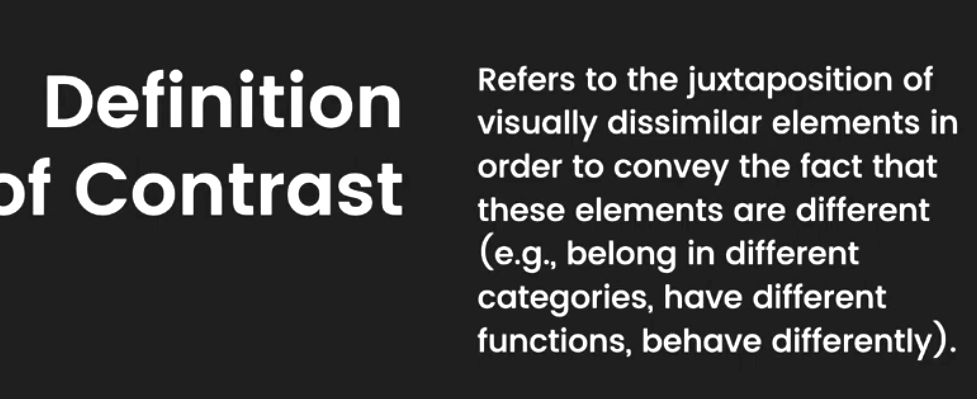 Definition
of Contrast
Refers to the juxtaposition of
visually dissimilar elements in
order to convey the fact that
these elements are different
(e.g., belong in different
categories, have different
functions, behave differently).